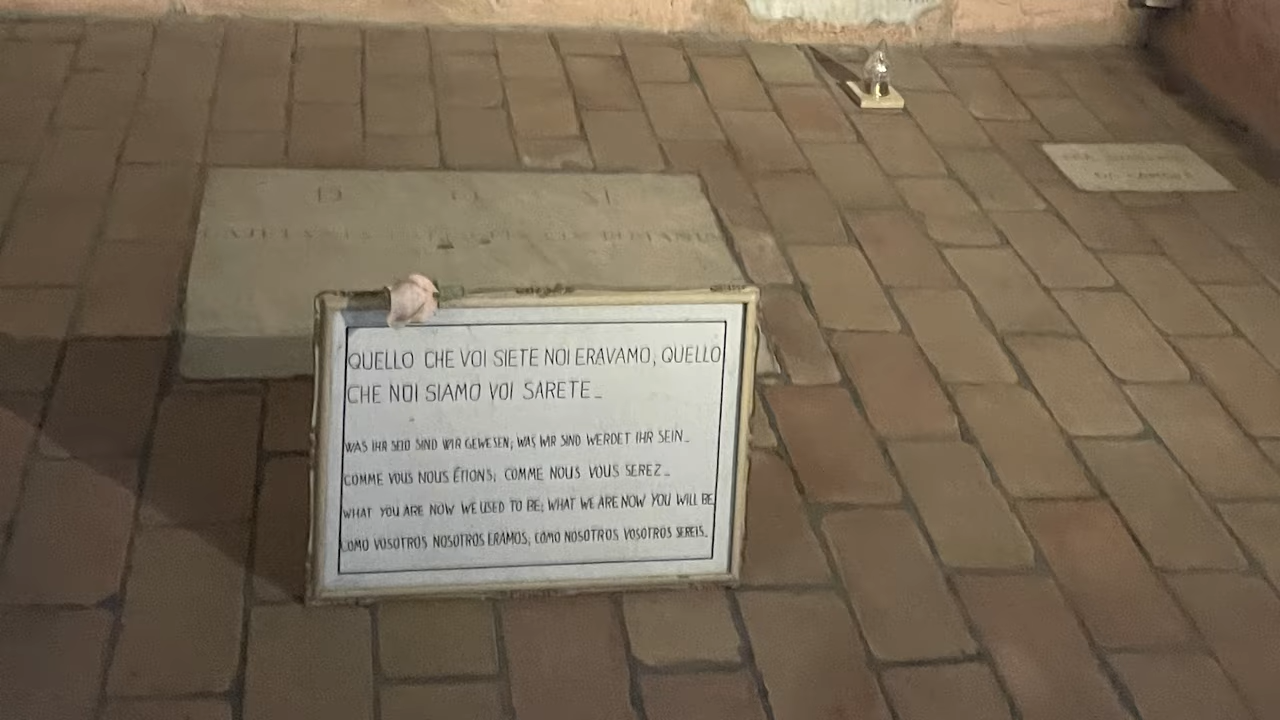 D O M
QUELLO CHE VOI SIETE NOI ERAVAMO, QUELLO
CHE NOI SIAMO VOI SARETE_
WAS IHR SEID SIND WIR GEWESEN; WAS WIR SIND WERDET IHR SEIN_
COMME VOUS NOUS ÉTIONS; COMME NOUS VOUS SEREZ_
WHAT YOU ARE NOW WE USED TO BE; WHAT WE ARE NOW YOU WILL BE
COMO VOSOTROS NOSOTROS ERAMOS, COMO NOSOTROS VOSOTROS SEREIS_